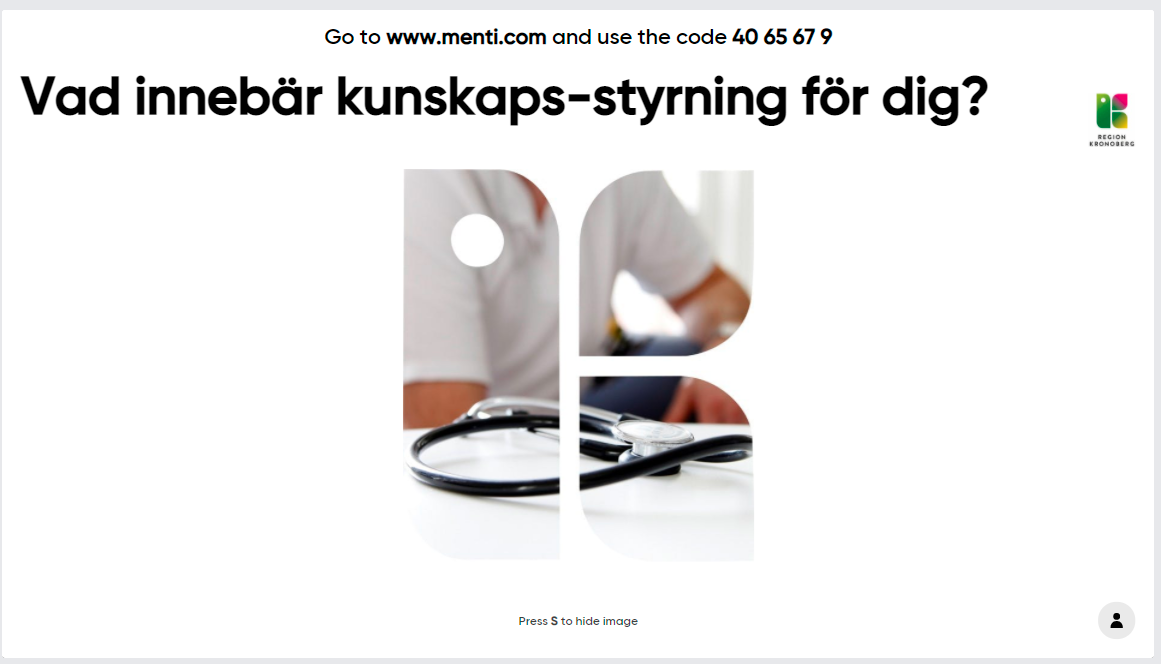 Go to www.menti.com and use the code 40 65 67 9
Vad innebär kunskaps-styrning för dig?
REGION
KRONOBERG
Press S to hide image